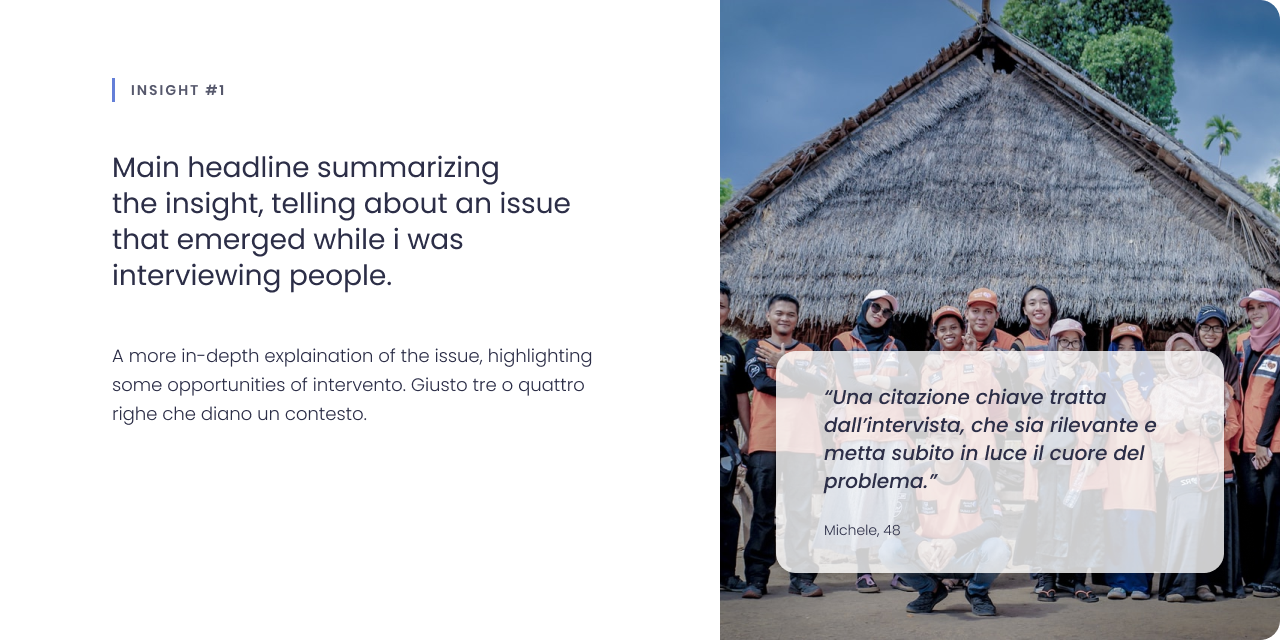 INSIGHT #1
Main headline summarizing
the insight, telling about an issue
that emerged while i was
interviewing people.
A more in-depth explaination of the issue, highlighting
some opportunities of intervento. Giusto tre o quattro
righe che diano un contesto.
“Una citazione chiave tratta
dall’intervista, che sia rilevante e
metta subito in luce il cuore del
problema.”
Michele, 48